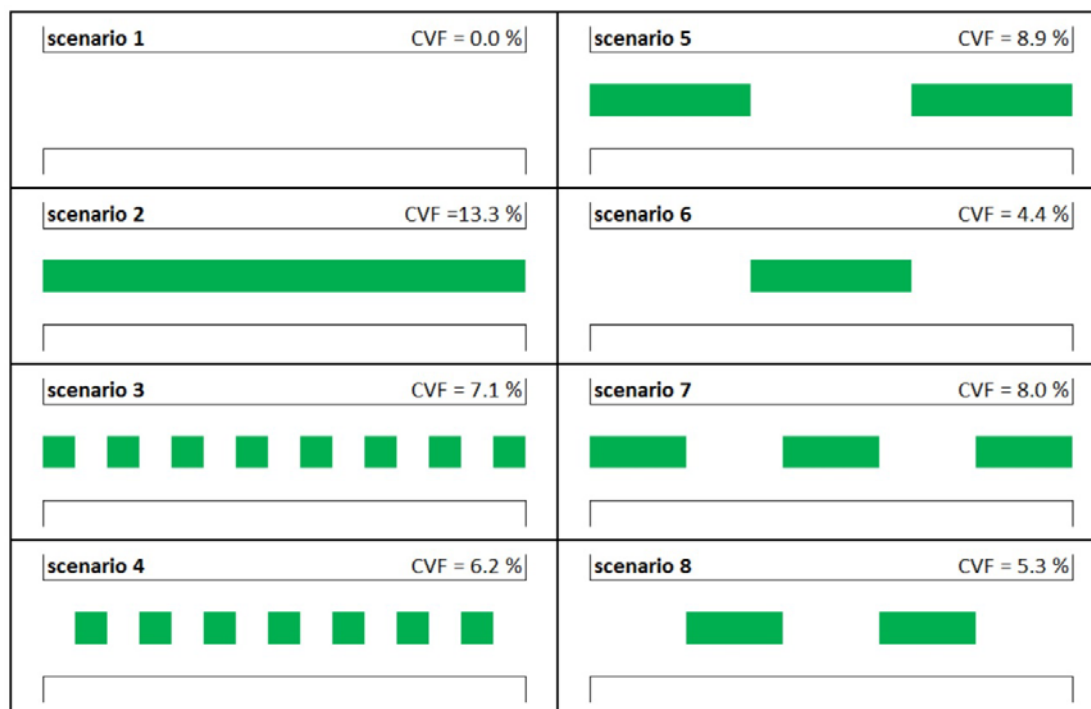 scenario 1 CVF = 0.0 %
scenario 5 CVF = 8.9 %
scenario 2 CVF =13.3 %
scenario 6 CVF = 4.4 %
scenario 3 CVF = 7.1 %
scenario 7 CVF = 8.0 %
scenario 4 CVF = 6.2 %
scenario 8 CVF = 5.3 %